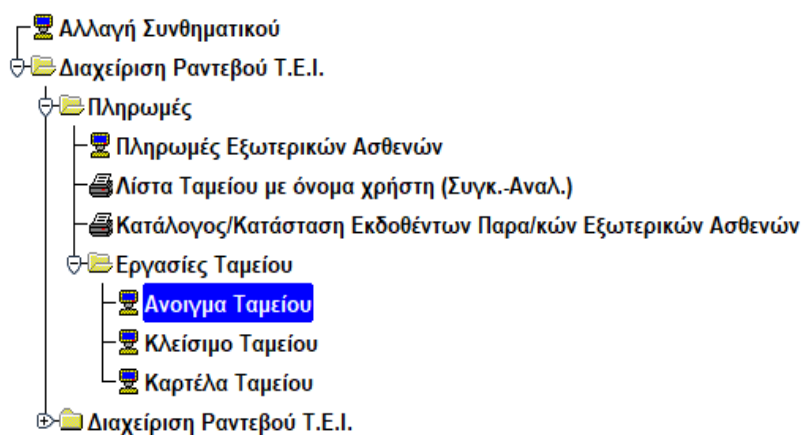 Αλλαγή Συνθηματικού
Διαχείριση Ραντεβού Τ.Ε.Ι.
Πληρωμές
Πληρωμές Εξωτερικών Ασθενών
Λίστα Ταμείου με όνομα χρήστη (Συγκ.-Αναλ.)
Κατάλογος/Κατάσταση Εκδοθέντων Παρα/κών Εξωτερικών Ασθενών
Εργασίες Ταμείου
Ανοιγμα Ταμείου
Κλείσιμο Ταμείου
Καρτέλα Ταμείου
Διαχείριση Ραντεβού Τ.Ε.Ι.